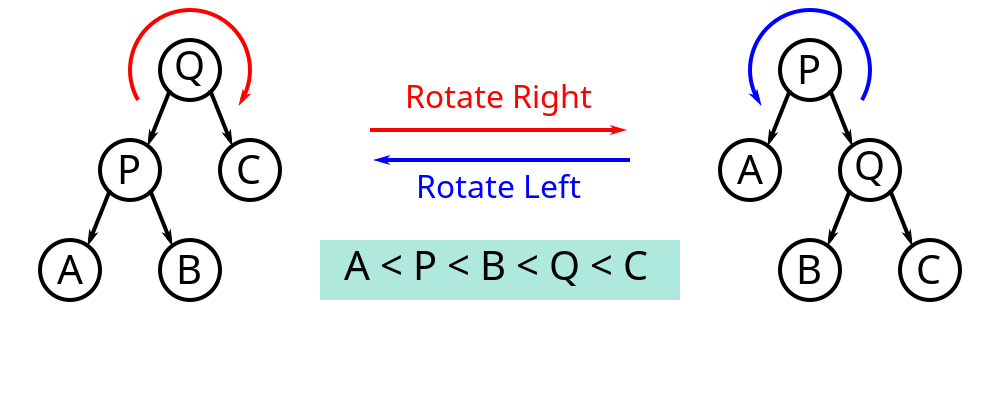 Q
P
C
A
B
Rotate Right
Rotate Left
A < P < B < Q < C
P
A
Q
B
C